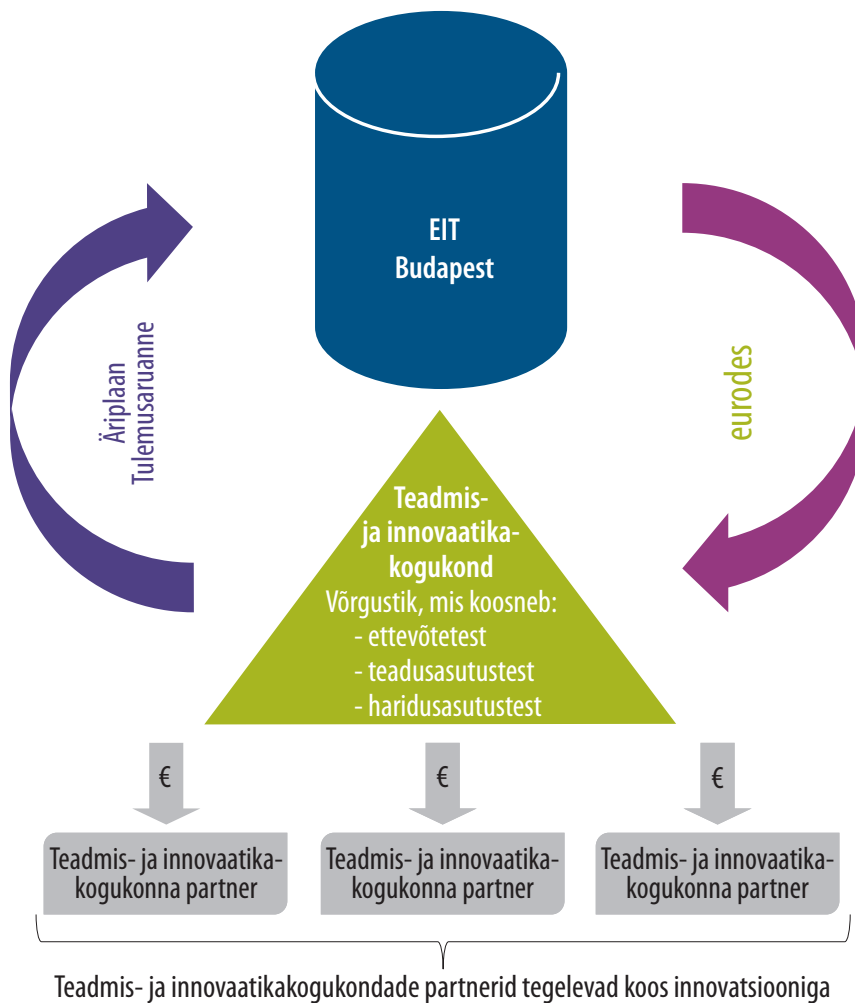 EIT
Budapest
Äriplaan
Tulemusaruanne
eurodes
Teadmis-
ja innovaatika-
kogukond
Võrgustik, mis koosneb:
- ettevõtetest
- teadusasutustest
- haridusasutustest
€
€
€
Teadmis- ja innovaatika-
kogukonna partner
Teadmis- ja innovaatika-
kogukonna partner
Teadmis- ja innovaatika-
kogukonna partner
Teadmis- ja innovaatikakogukondade partnerid tegelevad koos innovatsiooniga